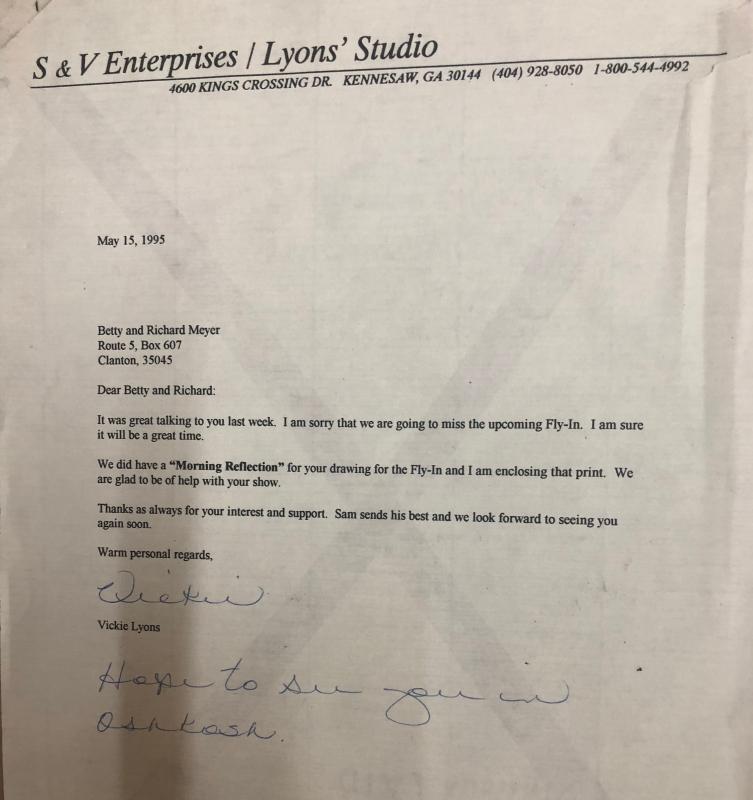 S & V Enterprises / Lyons' Studio
4600 KINGS CROSSING DR. KENNESAW, GA 30144 (404) 928-8050 1-800-544-4992
May 15, 1995
Betty and Richard Meyer
Route 5, Box 607
Clanton, 35045
Dear Betty and Richard:
It was great talking to you last week. I am sorry that we are going to miss the upcoming Fly-In. I am sure
it will be a great time.
We did have a “Morning Reflection” for your drawing for the Fly-In and I am enclosing that print. We
are glad to be of help with your show.
Thanks as always for your interest and support. Sam sends his best and we look forward to seeing you
again soon.
Warm personal regards,
Vickie
Vickie Lyons
Hope to see you in
Oshkosh.